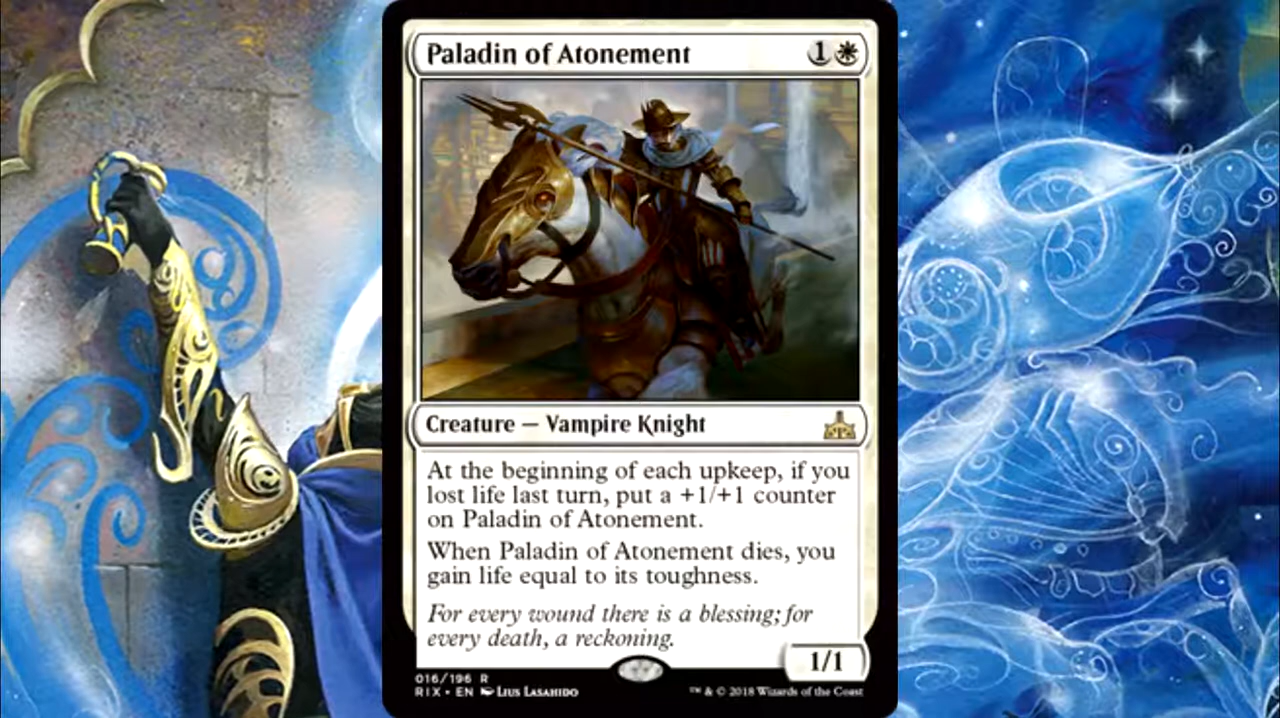 Paladin of Atonement 1
Creature — Vampire Knight
At the beginning of each upkeep, if you
lost life last turn, put a +1/+1 counter
on Paladin of Atonement.
When Paladin of Atonement dies, you
gain life equal to its toughness.
For every wound there is a blessing; for
every death, a reckoning.
1/1
016/196 R
RIX • EN Lius Lasahido
™ & © 2018 Wizards of the Coast